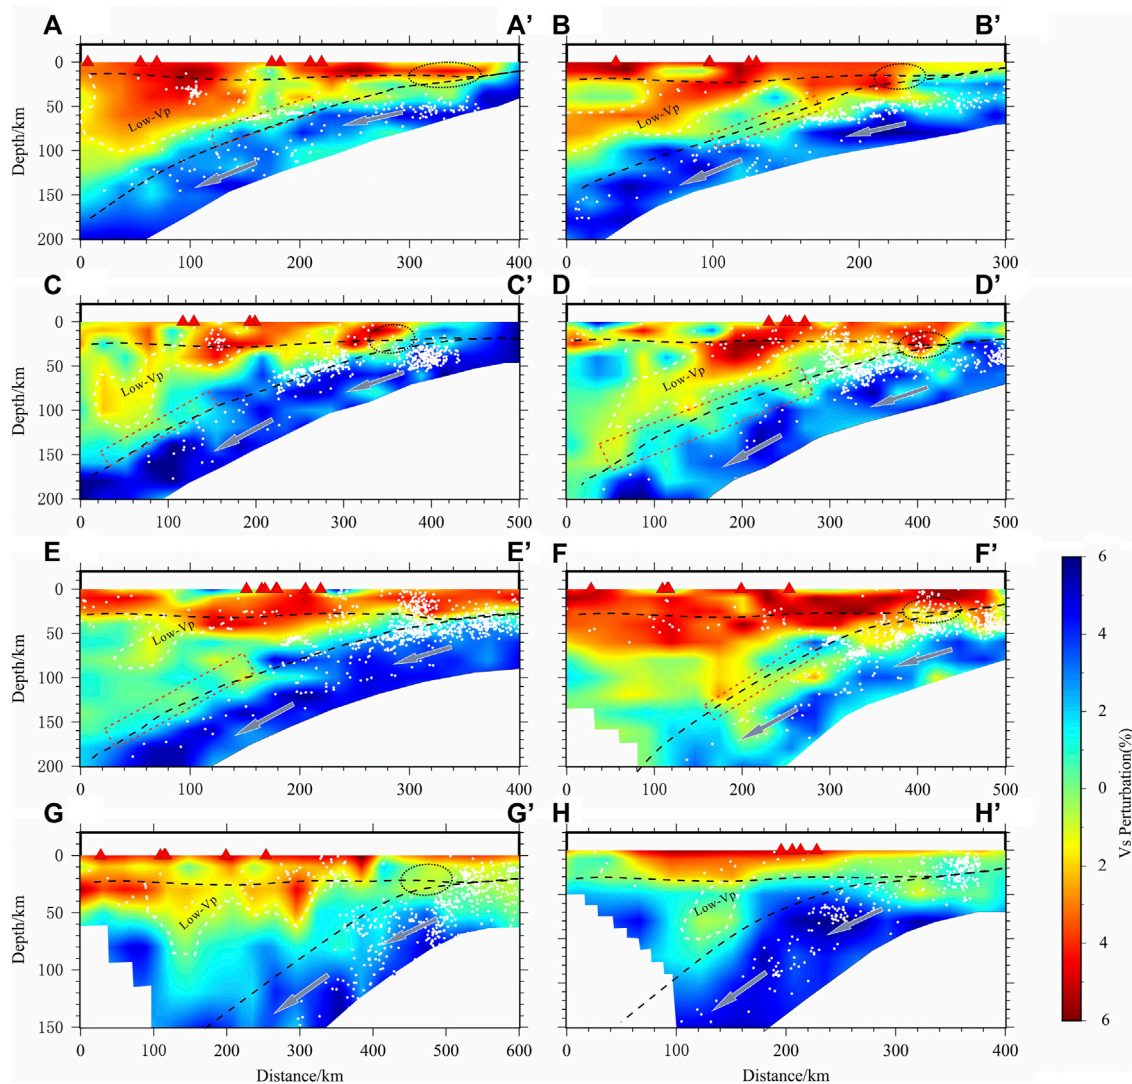 A A’ B B’
0 50 100 150 200
Depth/km
Low-Vp
Low-Vp
0 100 200 300 400
0 100 200 300
C C’ D D’
0 50 100 150 200
Depth/km
Low-Vp
Low-Vp
0 100 200 300 400 500
0 100 200 300 400 500
E E’ F F’
0 50 100 150 200
Depth/km
Low-Vp
0 100 200 300 400
0 100 200 300 400 500
G G’ H H’
0 50 100 150
Depth/km
Low-Vp
Low-Vp
0 100 200 300 400 500 600
0 100 200 300 400
Distance/km
Distance/km
6
4
2
0
2
4
6
Vs Perturbation(%)